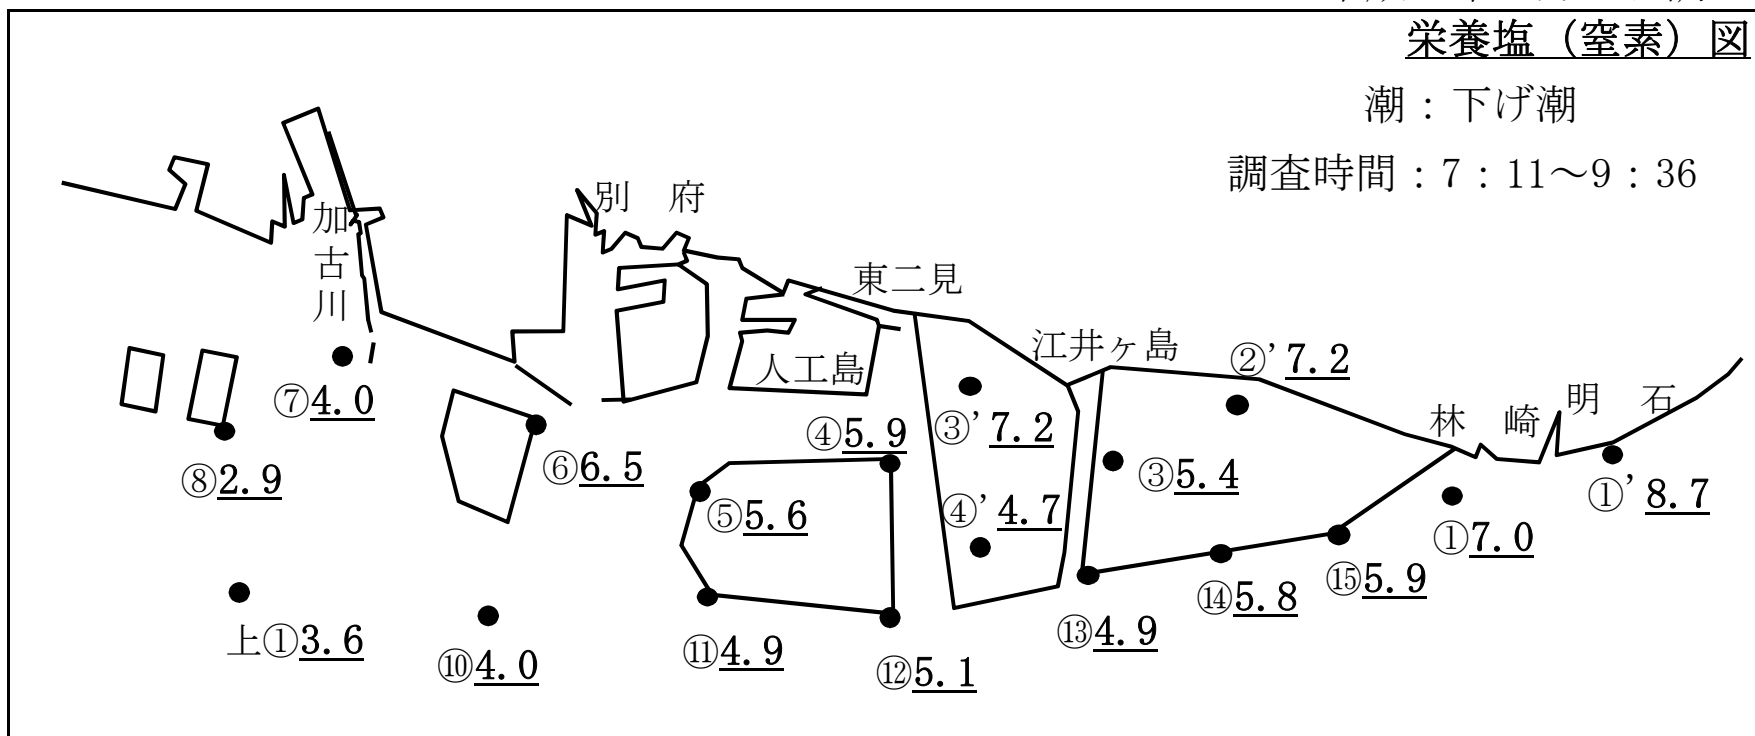 栄養塩（窒素）図
潮：下げ潮
調査時間：7：11～9：36
加古川
別　府
東二見
人工島
江井ヶ島
林　崎
明　石
②’7.2
⑦4.0
③’7.2
④5.9
⑧2.9
⑥6.5
③5.4
①’8.7
⑤5.6
④’4.7
①7.0
⑮5.9
⑭5.8
⑬4.9
上①3.6
⑩4.0
⑪4.9
⑫5.1